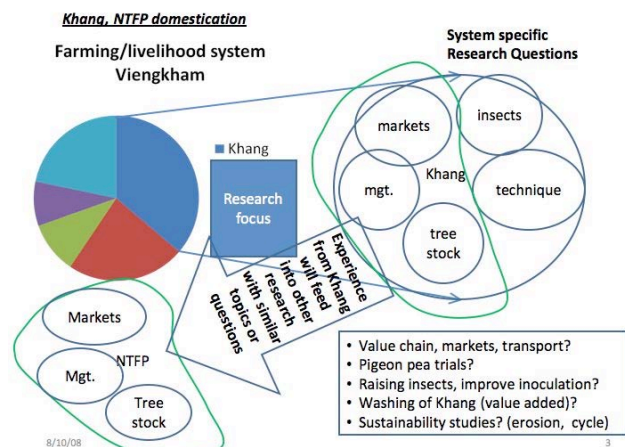 Khang, NTFP domestication
Farming/livelihood system
Viengkham
System specific
Research Questions
Khang
Research
focus
markets
insects
mgt.
Khang
technique
tree
stock
Experience
from Khang
will feed
into other
research
with similar
topics or
questions
Markets
NTFP
Mgt.
Tree
stock
• Value chain, markets, transport?
• Pigeon pea trials?
• Raising insects, improve inoculation?
• Washing of Khang (value added)?
• Sustainability studies? (erosion, cycle)
8/10/08
3